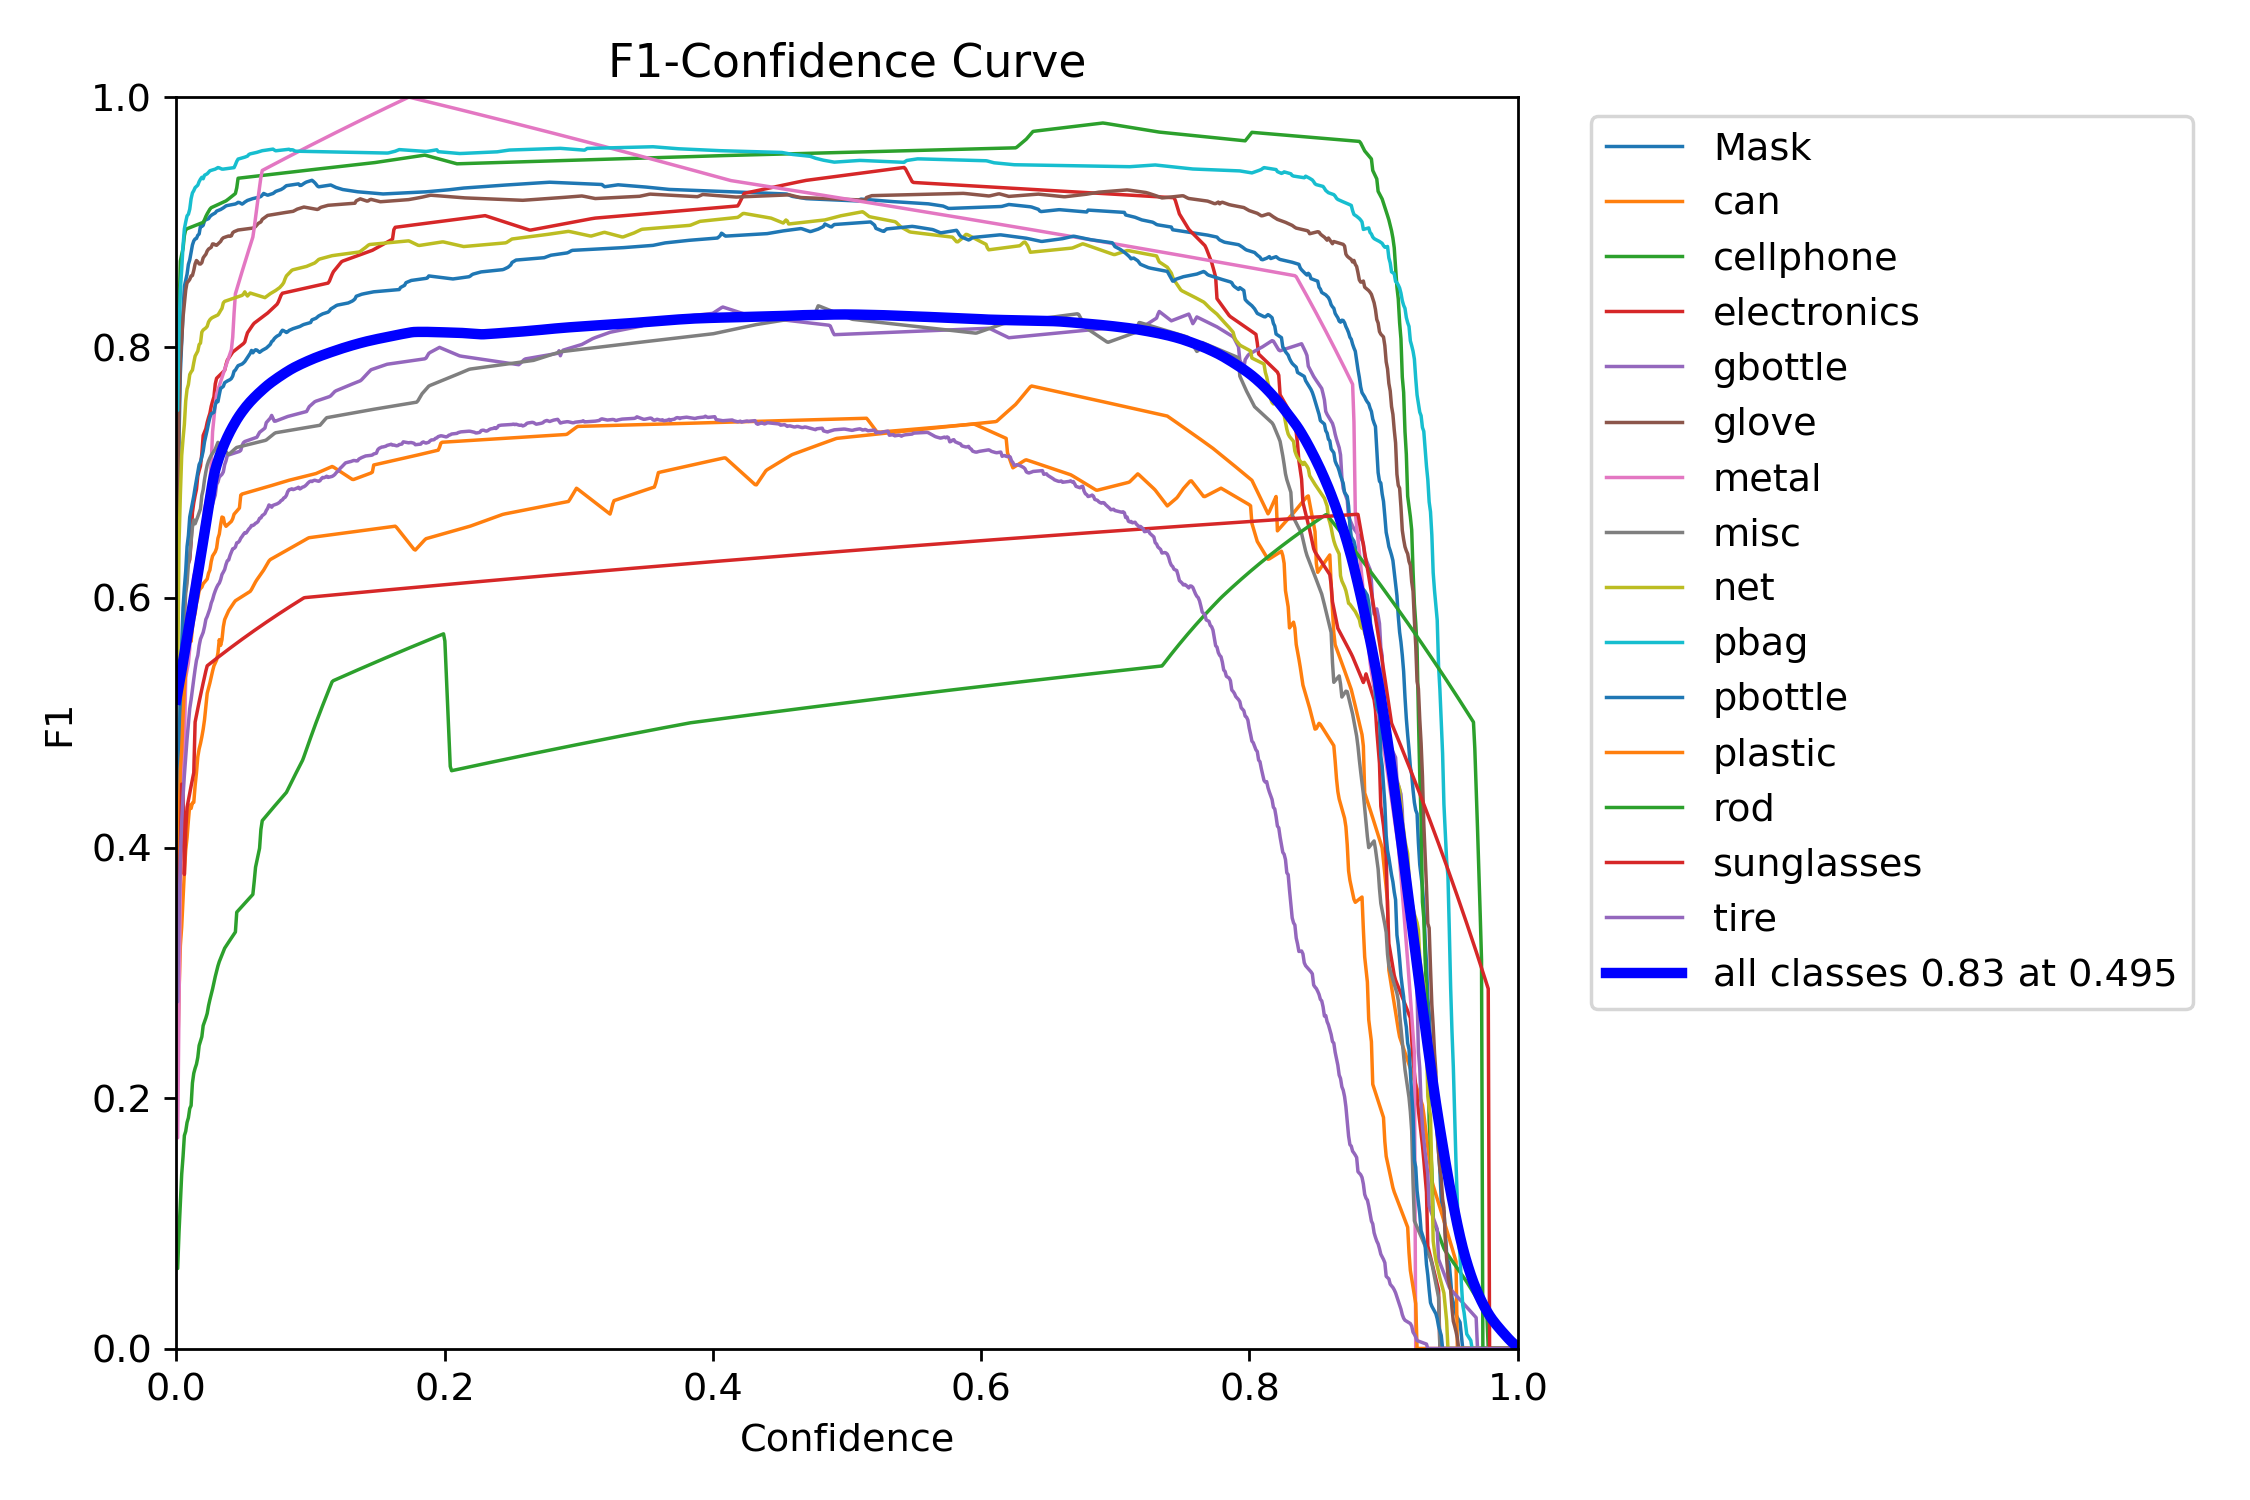 F1-Confidence Curve
1.0
0.8
0.6
0.4
0.2
0.0
F1
0.0 0.2 0.4 0.6 0.8 1.0
Confidence
Mask
can
cellphone
electronics
gbottle
glove
metal
misc
net
pbag
pbottle
plastic
rod
sunglasses
tire
all classes 0.83 at 0.495